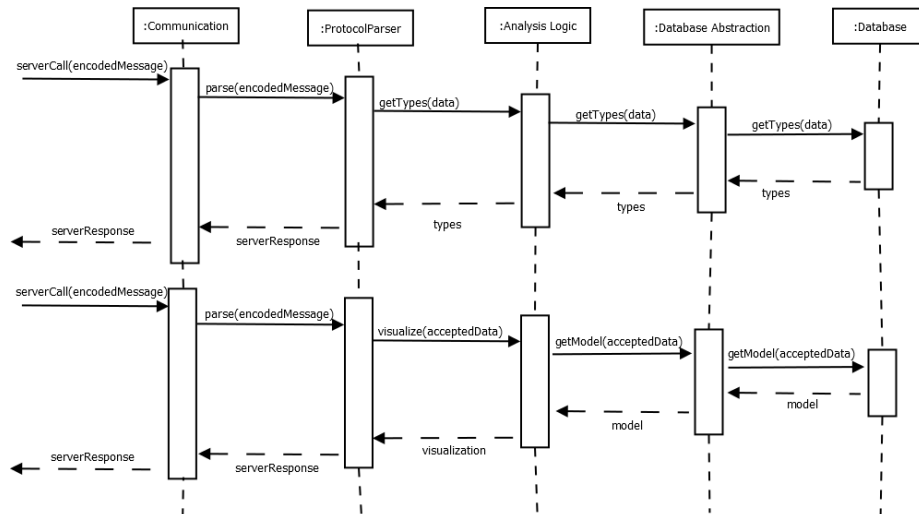 :Communication
:ProtocolParser
:Analysis Logic
:Database Abstraction
:Database
serverCall(encodedMessage)
parse(encodedMessage)
getTypes(data)
getTypes(data)
getTypes(data)
types
types
types
serverResponse
serverResponse
serverCall(encodedMessage)
parse(encodedMessage)
visualize(acceptedData)
getModel(acceptedData)
getModel(acceptedData)
model
model
visualization
serverResponse
serverResponse